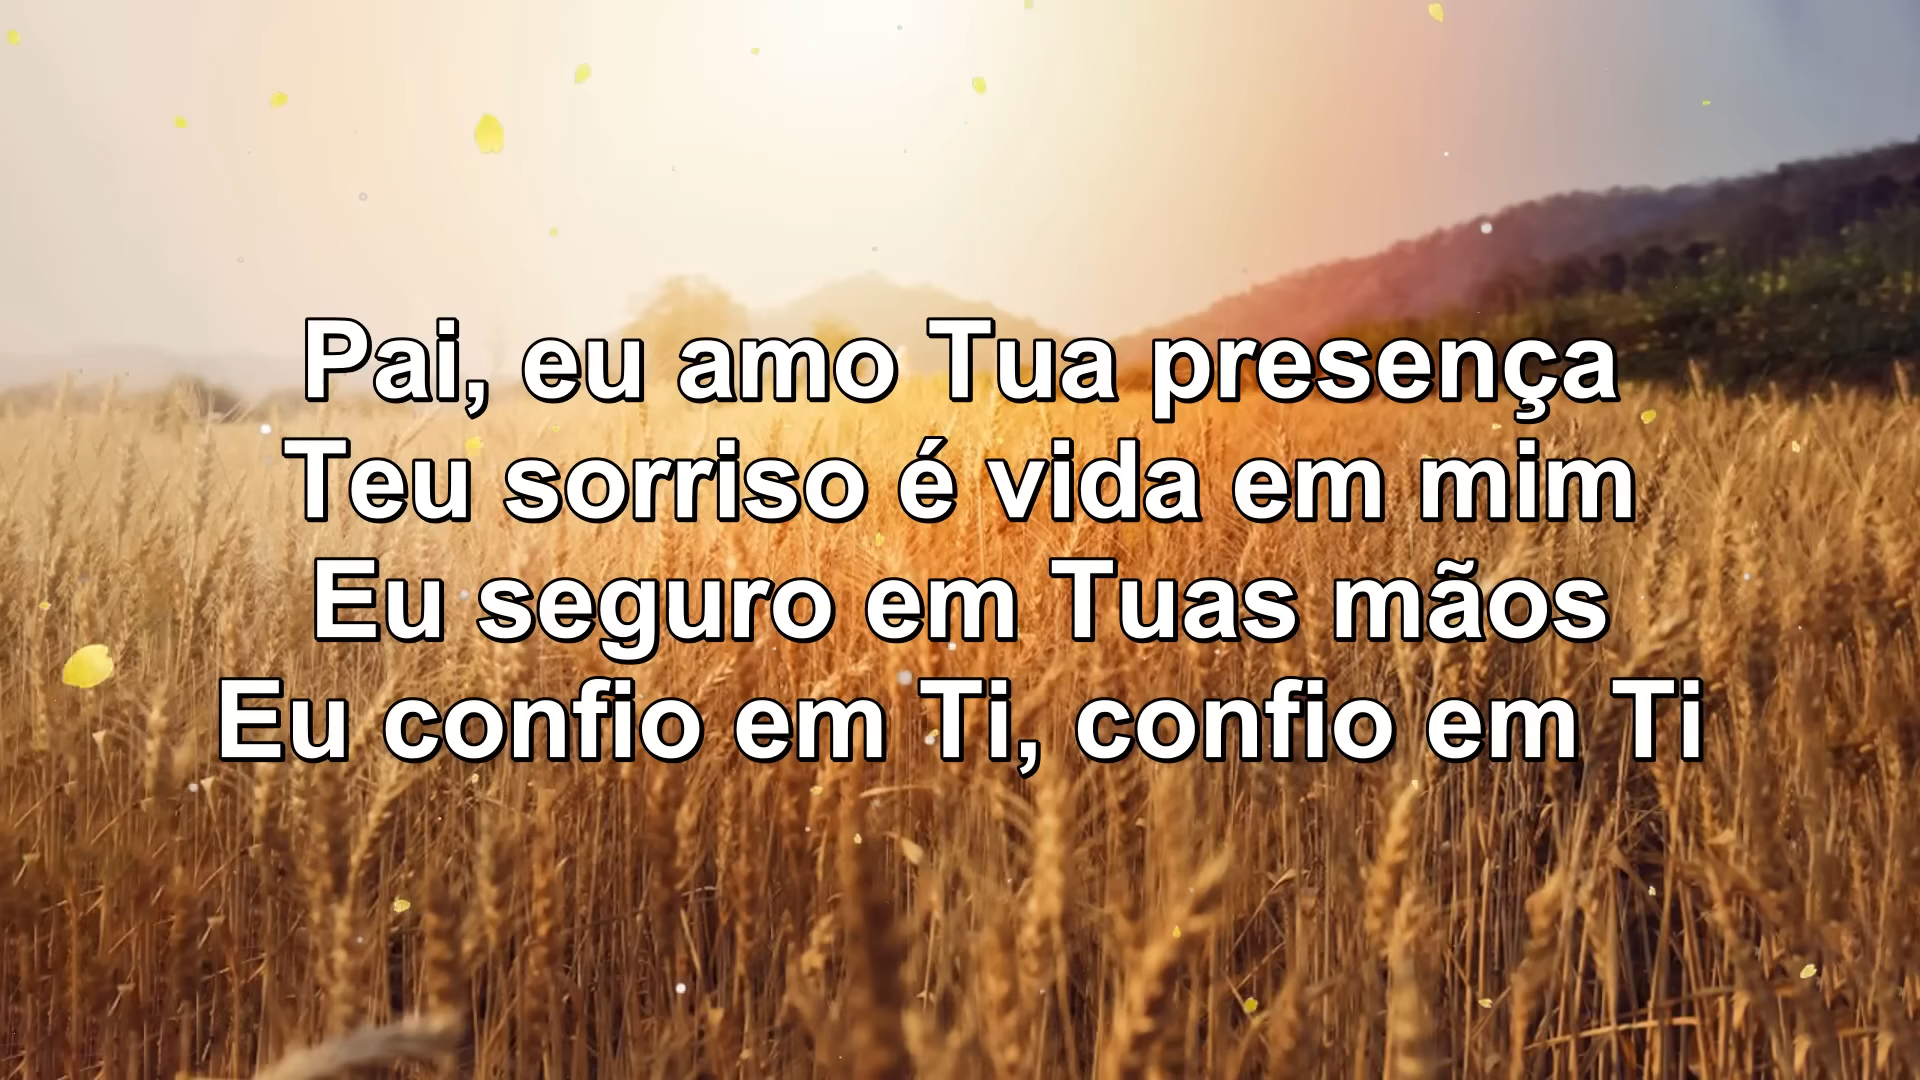 Pai, eu amo Tua presença
Teu sorriso é vida em mim
Eu seguro em Tuas mãos
Eu confio em Ti, confio em Ti